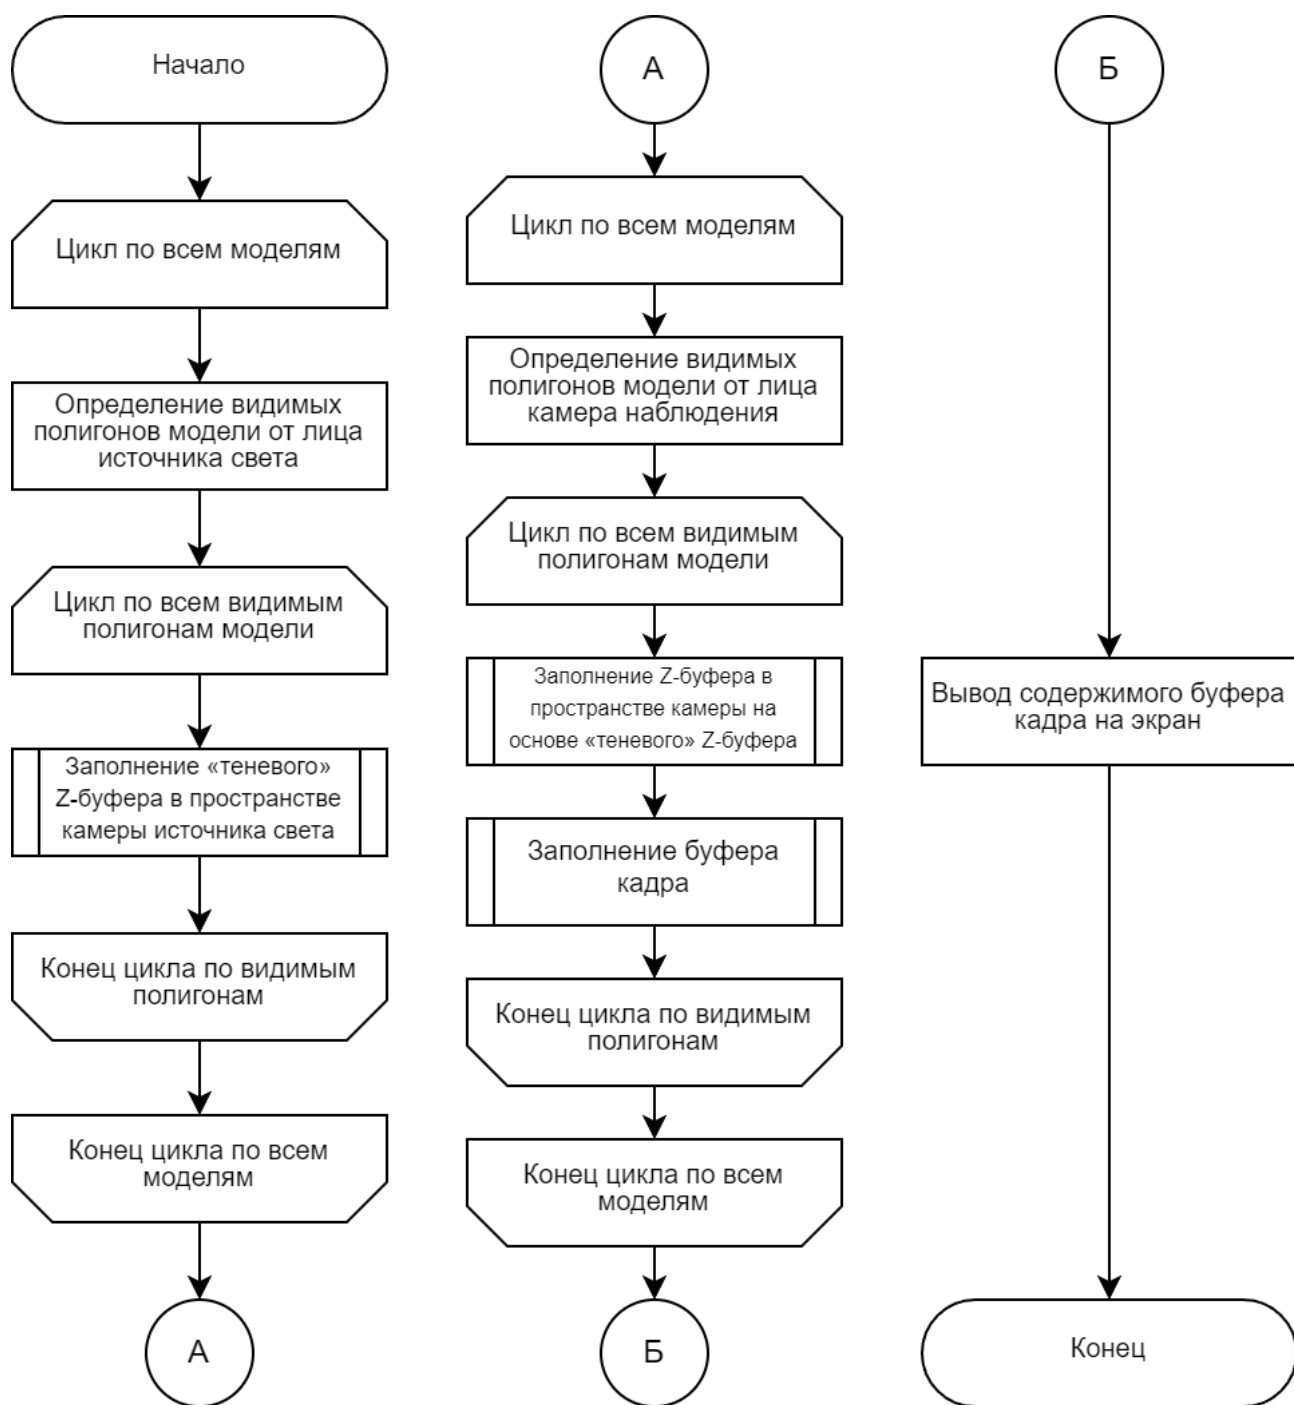 Начало
Цикл по всем моделям
Определение видимых
полигонов модели от лица
источника света
Цикл по всем видимым
полигонам модели
Заполнение «теневого»
Z-буфера в пространстве
камеры источника света
Конец цикла по видимым
полигонам
Конец цикла по всем
моделям
А
А
Цикл по всем моделям
Определение видимых
полигонов модели от лица
камера наблюдения
Цикл по всем видимым
полигонам модели
Заполнение Z-буфера в
пространстве камеры на
основе «теневого» Z-буфера
Заполнение буфера
кадра
Конец цикла по видимым
полигонам
Конец цикла по всем
моделям
Б
Б
Вывод содержимого буфера
кадра на экран
Конец